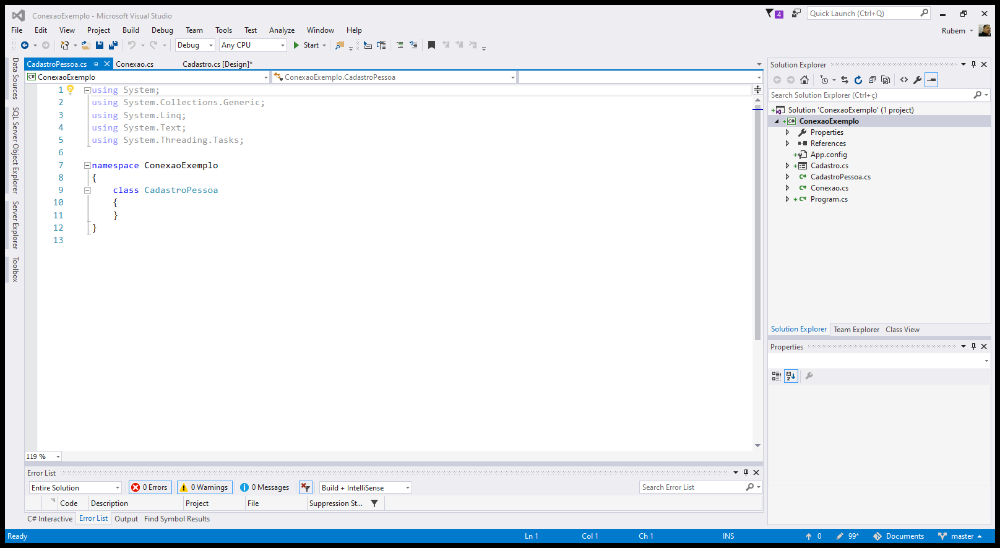 ConexaoExemplo - Microsoft Visual Studio
4
Quick Launch (Ctrl+Q)
File Edit View Project Build Debug Team Tools Test Analyze Window Help
Rubem
Debug Any CPU Start
Data Sources
SQL Server Object Explorer
Server Explorer
Toolbox
CadastroPessoa.cs Conexao.cs Cadastro.cs [Design]*
ConexaoExemplo ConexaoExemplo.CadastroPessoa
1 using System;
2 using System.Collections.Generic;
3 using System.Linq;
4 using System.Text;
5 using System.Threading.Tasks;
6
7 namespace ConexaoExemplo
8 {
9 class CadastroPessoa
10 {
11 }
12 }
13
119 %
Solution Explorer
Search Solution Explorer (Ctrl+ç)
Solution 'ConexaoExemplo' (1 project)
ConexaoExemplo
Properties
References
App.config
Cadastro.cs
CadastroPessoa.cs
Conexao.cs
Program.cs
Solution Explorer Team Explorer Class View
Properties
Error List
Entire Solution 0 Errors 0 Warnings 0 Messages Build + IntelliSense Search Error List
Code Description Project File Suppression St...
C# Interactive Error List Output Find Symbol Results
Ready Ln 1 Col 1 Ch 1 INS 0 99* Documents master